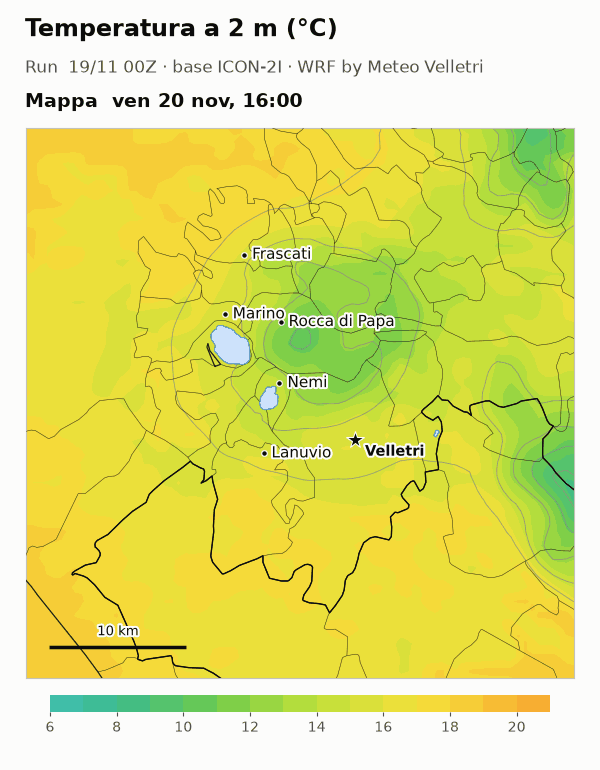 Temperatura a 2 m (°C)
Run  19/11 00Z · base ICON-2I · WRF by Meteo Velletri
Mappa  ven 20 nov, 16:00
Frascati
Marino
Rocca di Papa
Nemi
Velletri
Lanuvio
10 km
6 8 10 12 14 16 18 20